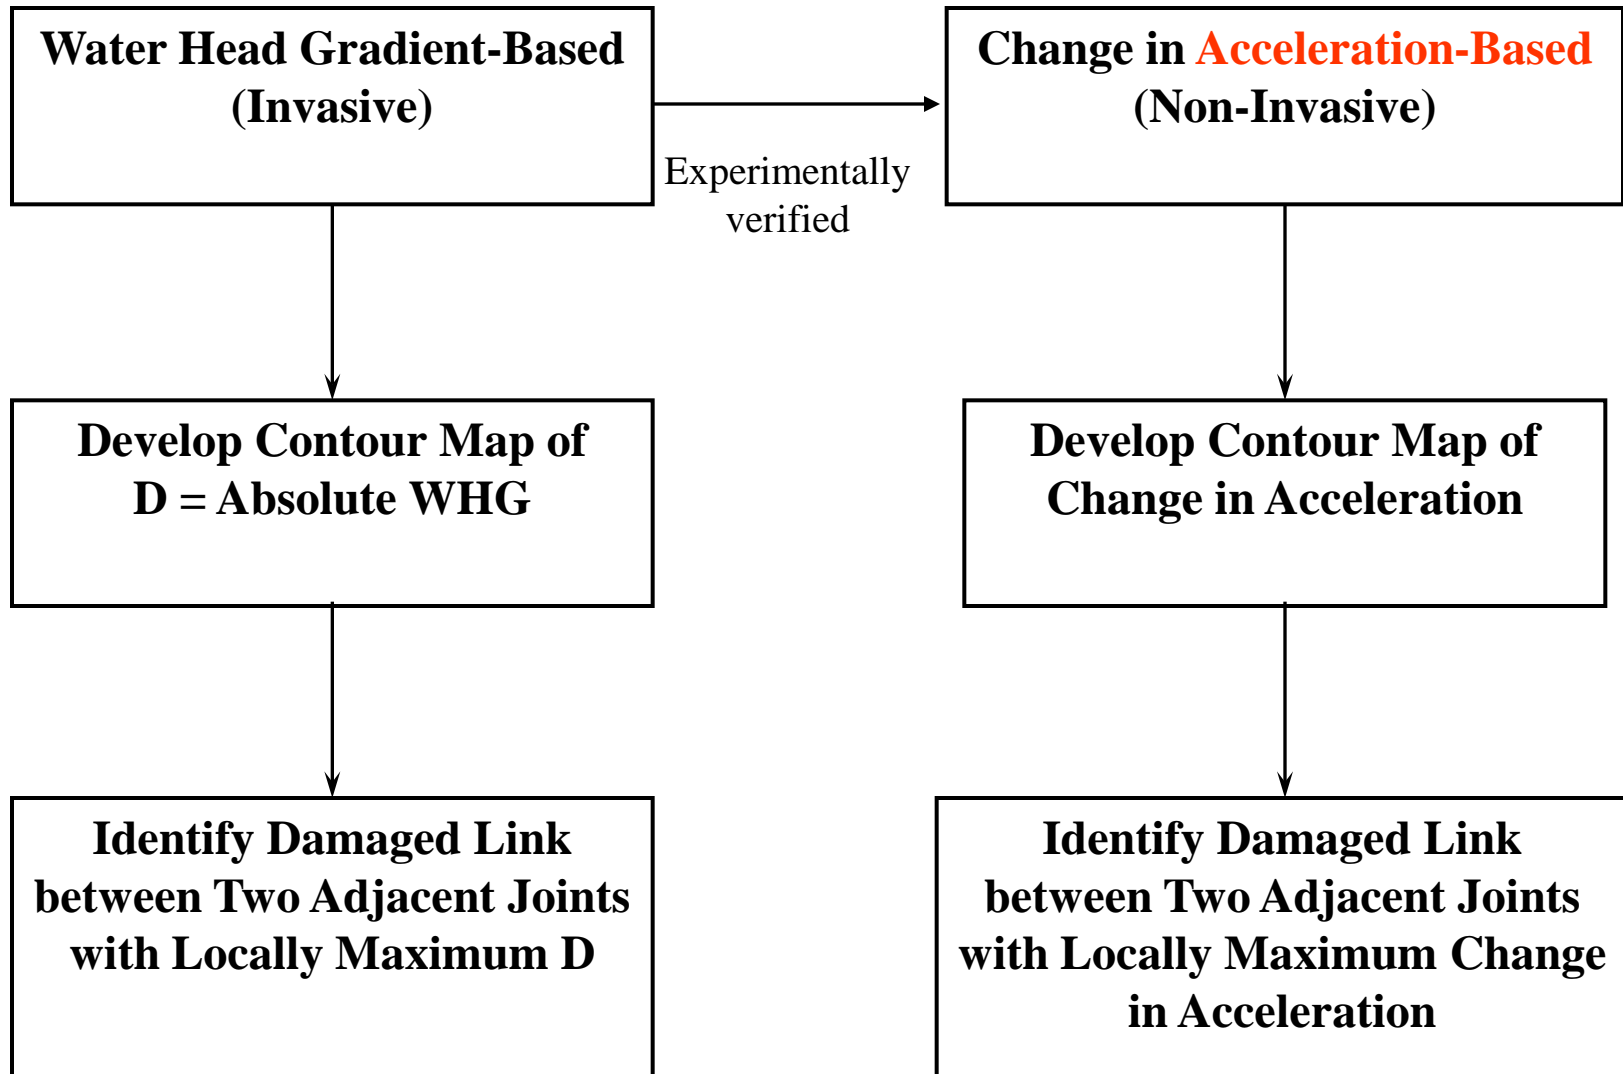 Water Head Gradient-Based
(Invasive)
Change in Acceleration-Based
(Non-Invasive)
Experimentally
verified
Develop Contour Map of
D = Absolute WHG
Develop Contour Map of
Change in Acceleration
Identify Damaged Link
between Two Adjacent Joints
with Locally Maximum D
Identify Damaged Link
between Two Adjacent Joints
with Locally Maximum Change
in Acceleration